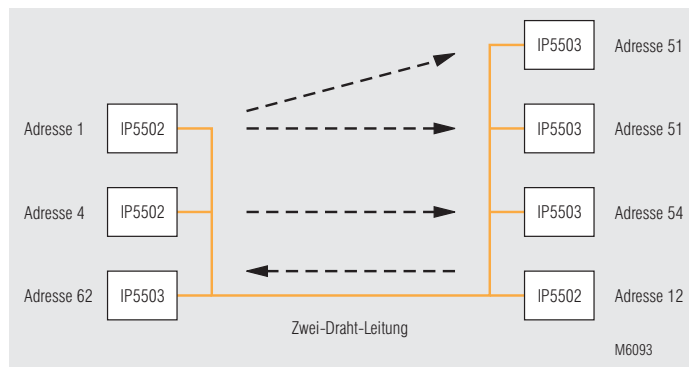 IP5503 Adresse 51
Adresse 1 IP5502 IP5503 Adresse 51
Adresse 4 IP5502 IP5503 Adresse 54
Adresse 62 IP5503 IP5502 Adresse 12
Zwei-Draht-Leitung
M6093